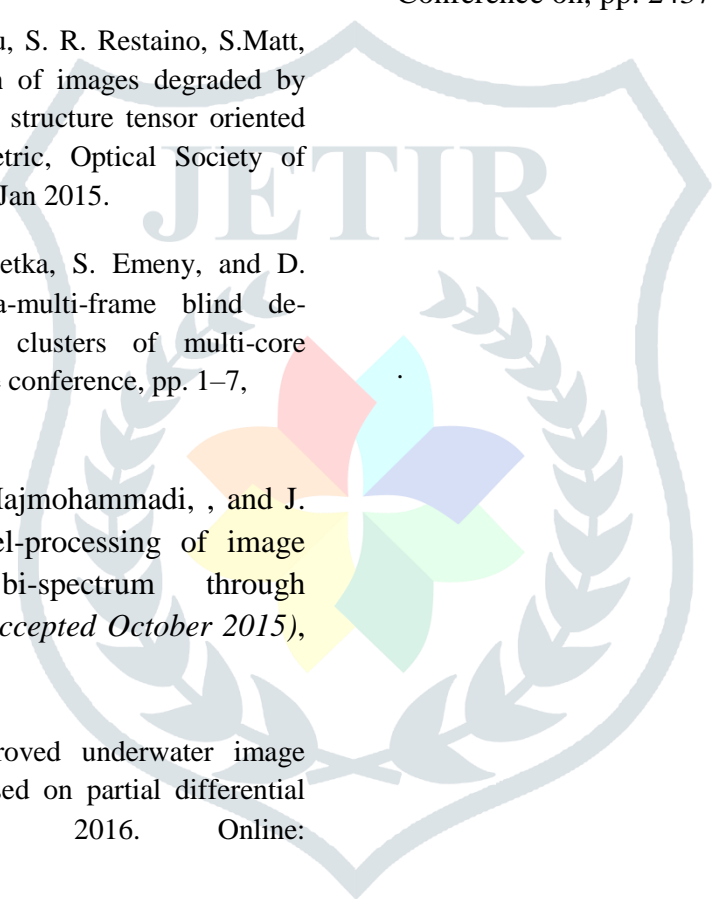 u, S. R. Restaino, S.Matt,
of images degraded by
structure tensor oriented
etric, Optical Society of
Jan 2015.
etka, S. Emeny, and D.
a-multi-frame blind de-
clusters of multi-core
conference, pp. 1–7,
.
Hajmohammadi, , and J.
el-processing of image
bi-spectrum through
ccepted October 2015),
roved underwater image
sed on partial differential
2016. Online:
Conference on, pp.
JETIR